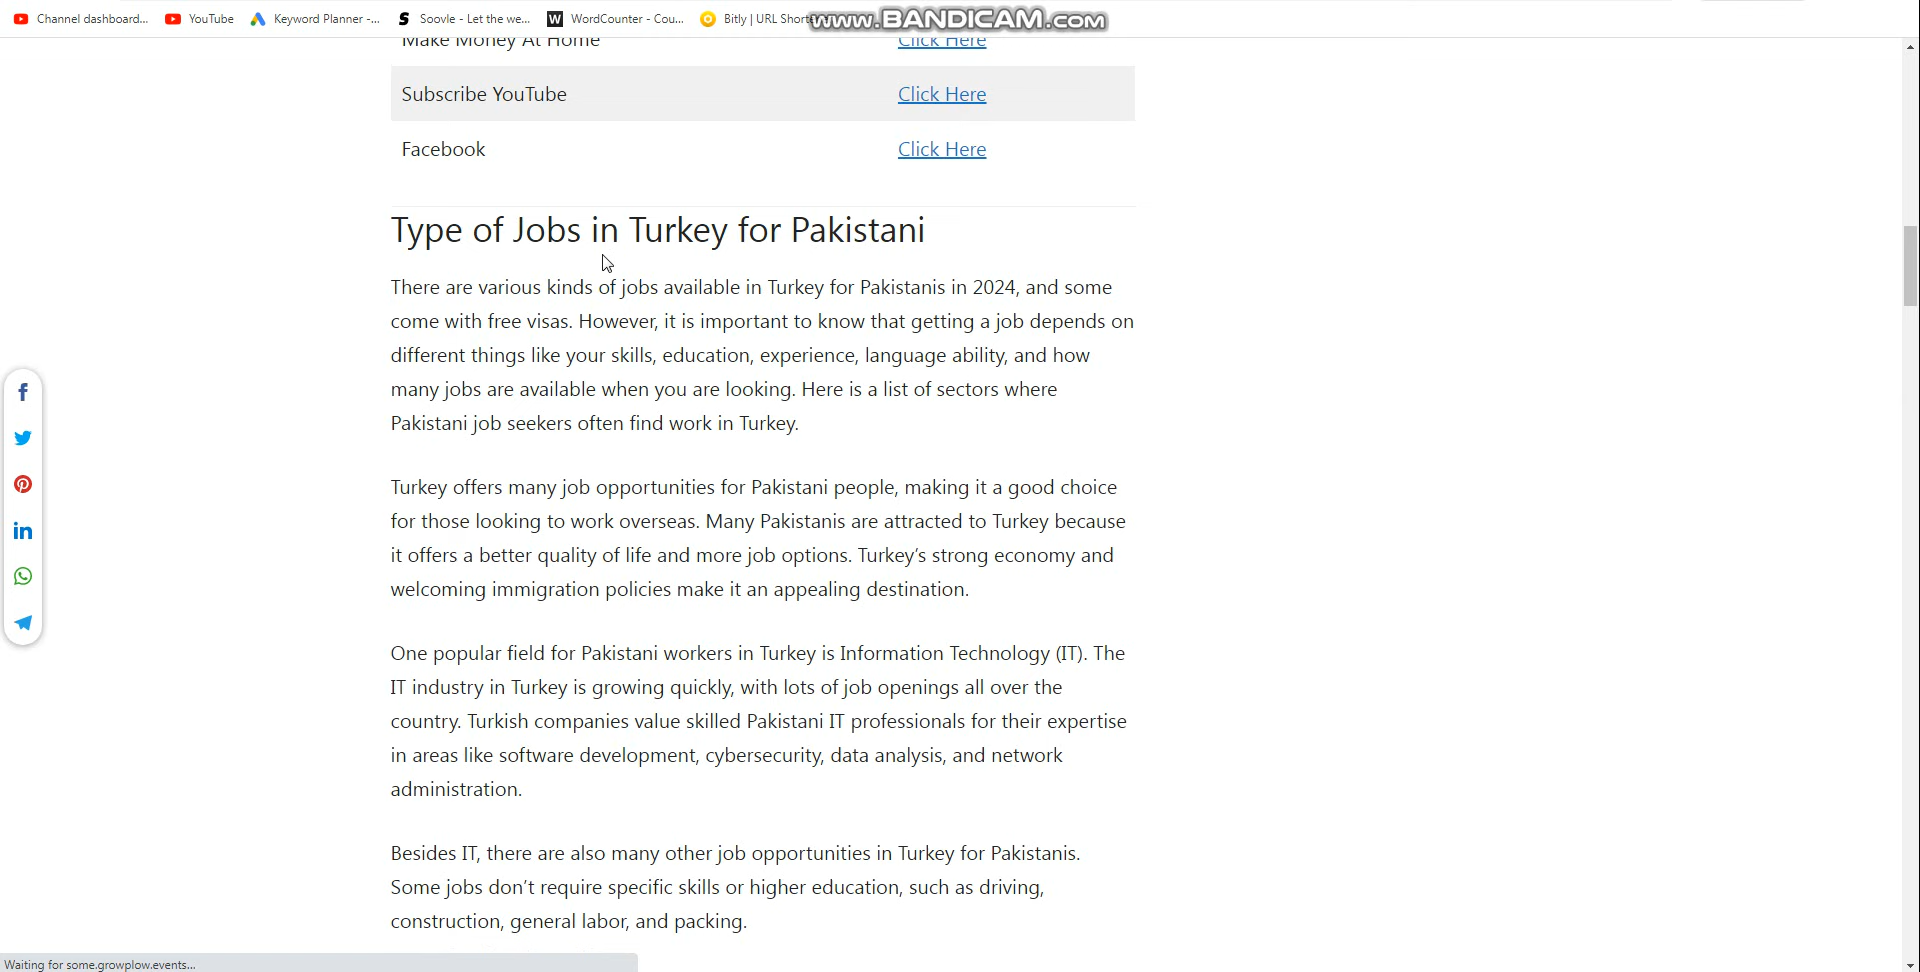 Channel dashboard...
YouTube
Keyword Planner -...
Soovle - Let the we...
WordCounter - Cou...
Bitly | URL Short
www.BANDICAM.com
Make Money At Home
Click Here
Subscribe YouTube
Click Here
Facebook
Click Here
Type of Jobs in Turkey for Pakistani
There are various kinds of jobs available in Turkey for Pakistanis in 2024, and some
come with free visas. However, it is important to know that getting a job depends on
different things like your skills, education, experience, language ability, and how
many jobs are available when you are looking. Here is a list of sectors where
Pakistani job seekers often find work in Turkey.
Turkey offers many job opportunities for Pakistani people, making it a good choice
for those looking to work overseas. Many Pakistanis are attracted to Turkey because
it offers a better quality of life and more job options. Turkey’s strong economy and
welcoming immigration policies make it an appealing destination.
One popular field for Pakistani workers in Turkey is Information Technology (IT). The
IT industry in Turkey is growing quickly, with lots of job openings all over the
country. Turkish companies value skilled Pakistani IT professionals for their expertise
in areas like software development, cybersecurity, data analysis, and network
administration.
Besides IT, there are also many other job opportunities in Turkey for Pakistanis.
Some jobs don’t require specific skills or higher education, such as driving,
construction, general labor, and packing.
Waiting for some.growplow.events...